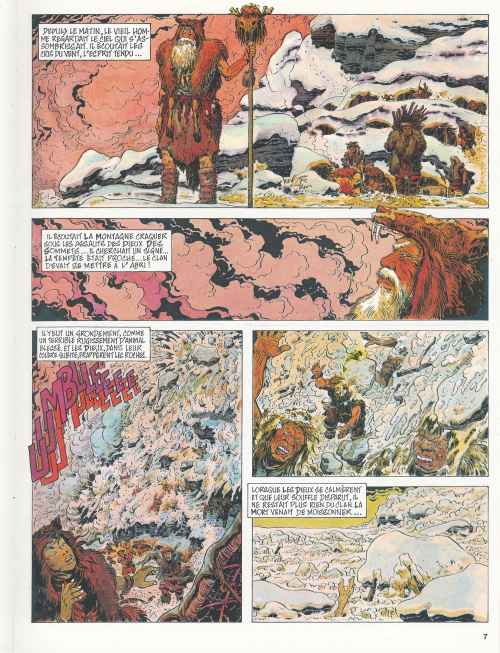 DEPUIS LE MATIN, LE VIEIL HOM-
ME REGARDAIT LE CIEL QUI S'AS-
SOMBRISSAIT. IL ÉCOUTAIT LES
CRIS DU VENT, L'ESPRIT TENDU...
IL ÉCOUTAIT LA MONTAGNE CRAQUER
SOUS LES ASSAUTS DES DIEUX DES
SOMMETS... IL CHERCHAIT UN SIGNE...
LA TEMPÊTE ÉTAIT PROCHE... LE CLAN
DEVAIT SE METTRE À L'ABRI!
IL Y EUT UN GRONDEMENT, COMME
UN TERRIBLE RUGISSEMENT D'ANIMAL
BLESSÉ, ET LES DIEUX, DANS LEUR
COLÈRE SUBITE, FRAPPÈRENT LES ROCHES.
LORSQUE LES DIEUX SE CALMÈRENT
ET QUE LEUR SOUFFLE DISPARUT, IL
NE RESTAIT PLUS RIEN DU CLAN. LA
MORT VENAIT DE MOISSONNER...
7